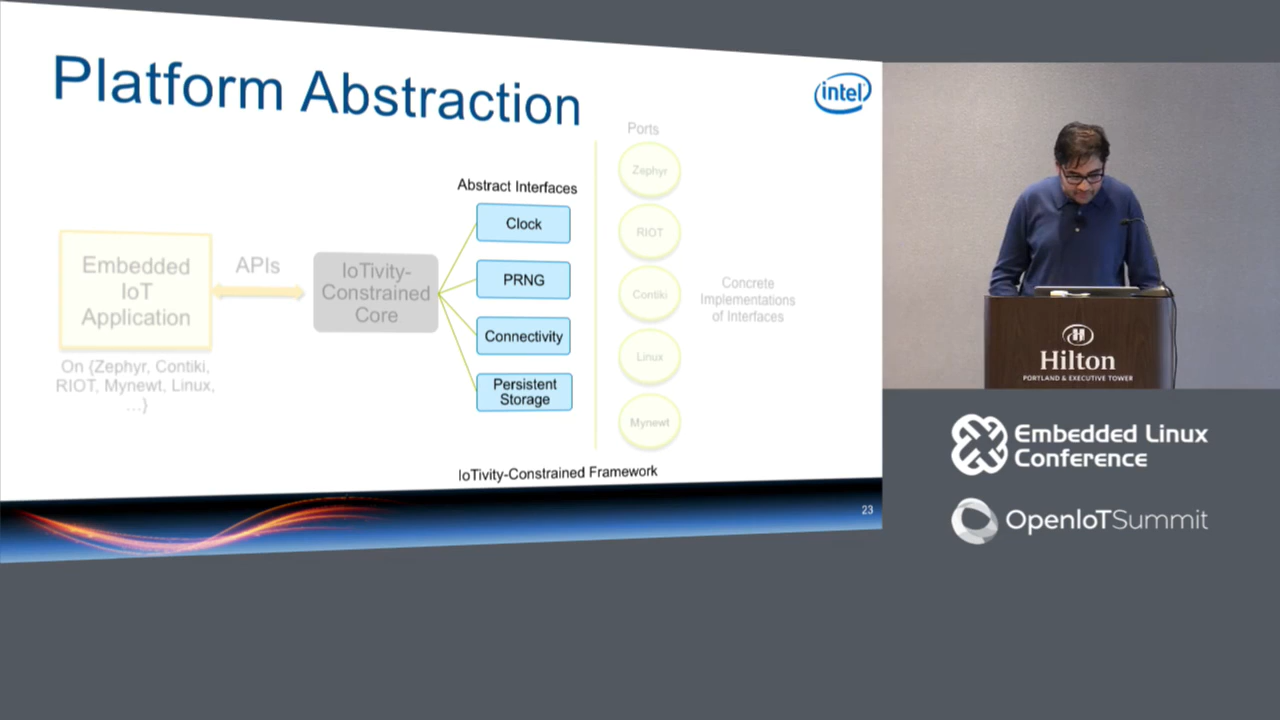 Platform Abstraction
intel
Ports
Abstract Interfaces
Zephyr
Clock
RIOT
Embedded
IoT
Application
APIs
IoTivity-
Constrained
Core
PRNG
Contiki
Concrete
Implementations
of Interfaces
Connectivity
Linux
On {Zephyr, Contiki,
RIOT, Mynewt, Linux,
...}
Persistent
Storage
Mynewt
IoTivity-Constrained Framework
23
Hilton
PORTLAND & EXECUTIVE TOWER
Embedded Linux
Conference
OpenIoTSummit